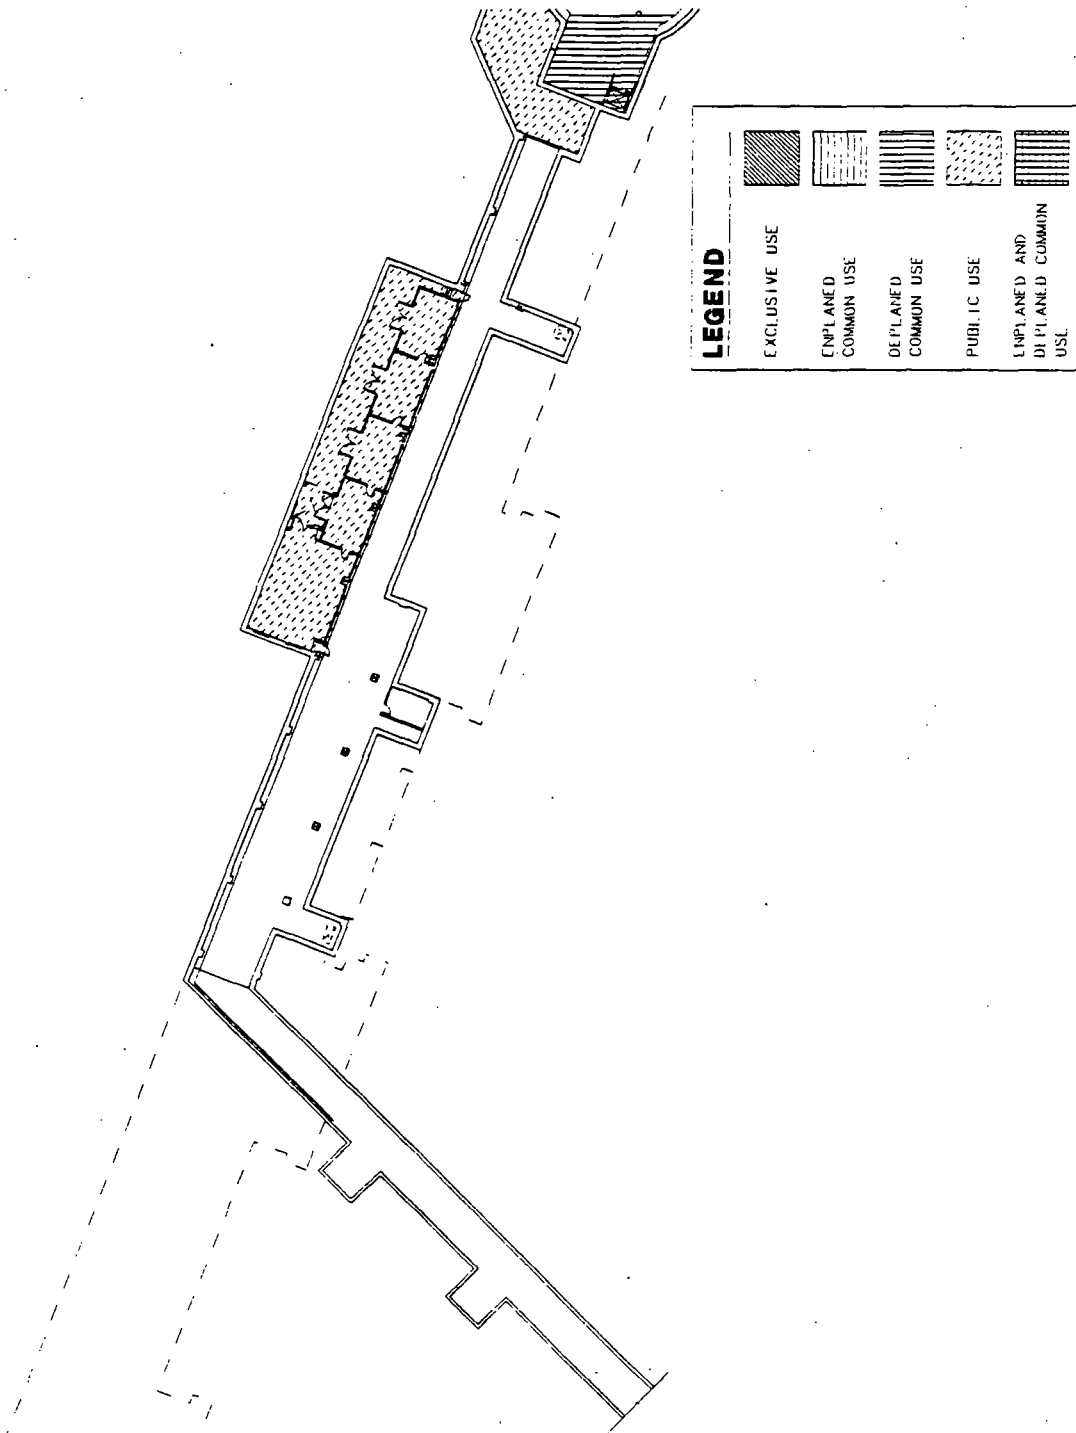 LEGEND
EXCLUSIVE USE
ENPLANED
COMMON USE
DEPLANED
COMMON USE
PUBLIC USE
ENPLANED AND
DEPLANED COMMON
USE